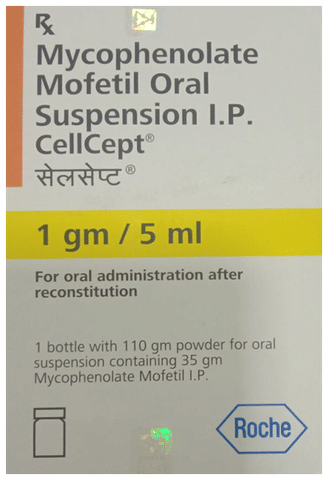 Rx
Mycophenolate
Mofetil Oral
Suspension I.P.
CellCept®
सेलसेप्ट®
1 gm / 5 ml
For oral administration after
reconstitution
1 bottle with 110 gm powder for oral
suspension containing 35 gm
Mycophenolate Mofetil I.P.
Roche